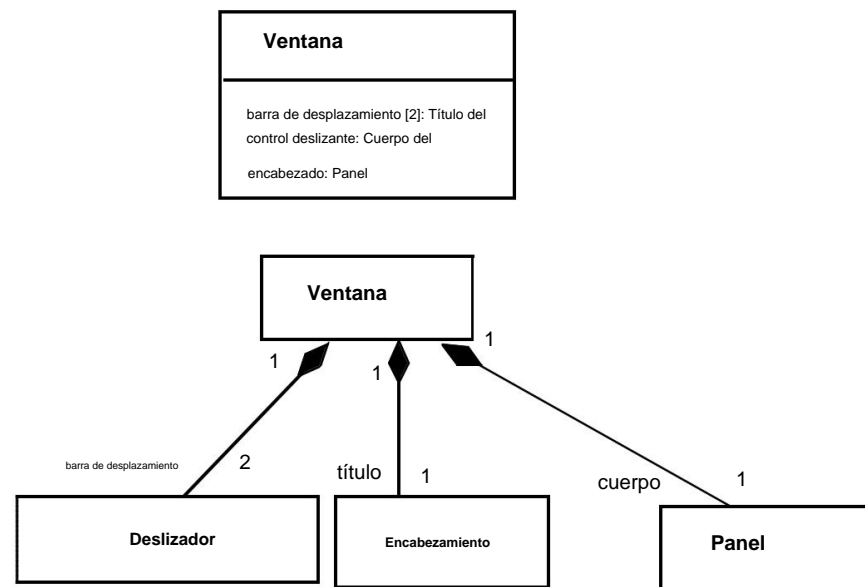 Ventana
barra de desplazamiento [2]: Título del
control deslizante: Cuerpo del
encabezado: Panel
Ventana
1
1
1
barra de desplazamiento
2
título
1
cuerpo
1
Deslizador
Encabezamiento
Panel